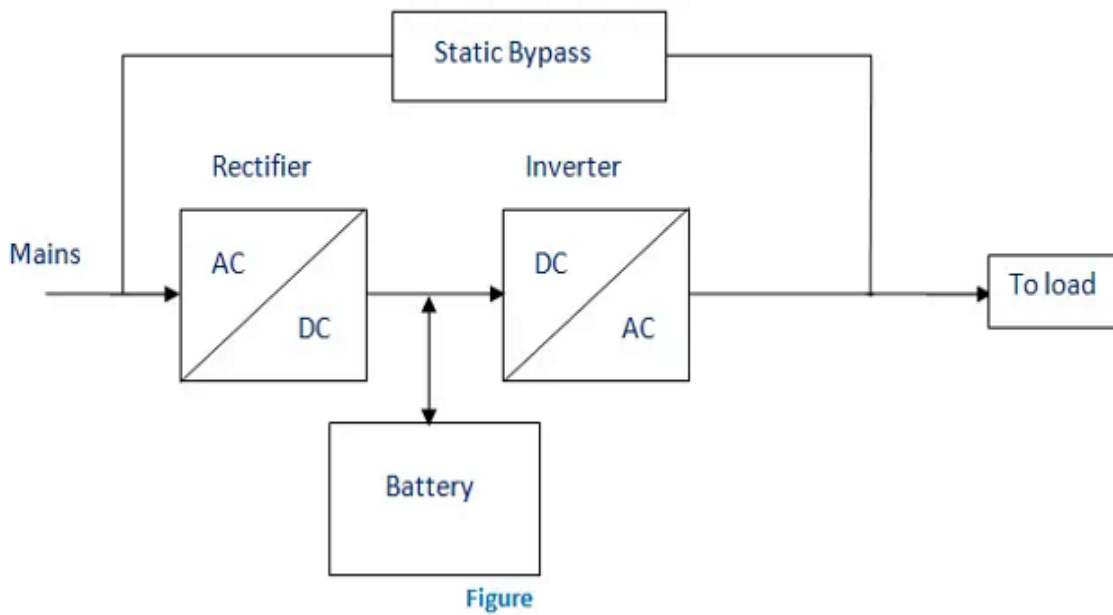 Static Bypass
Rectifier
Inverter
Mains
AC
DC
DC
AC
To load
Battery
Figure